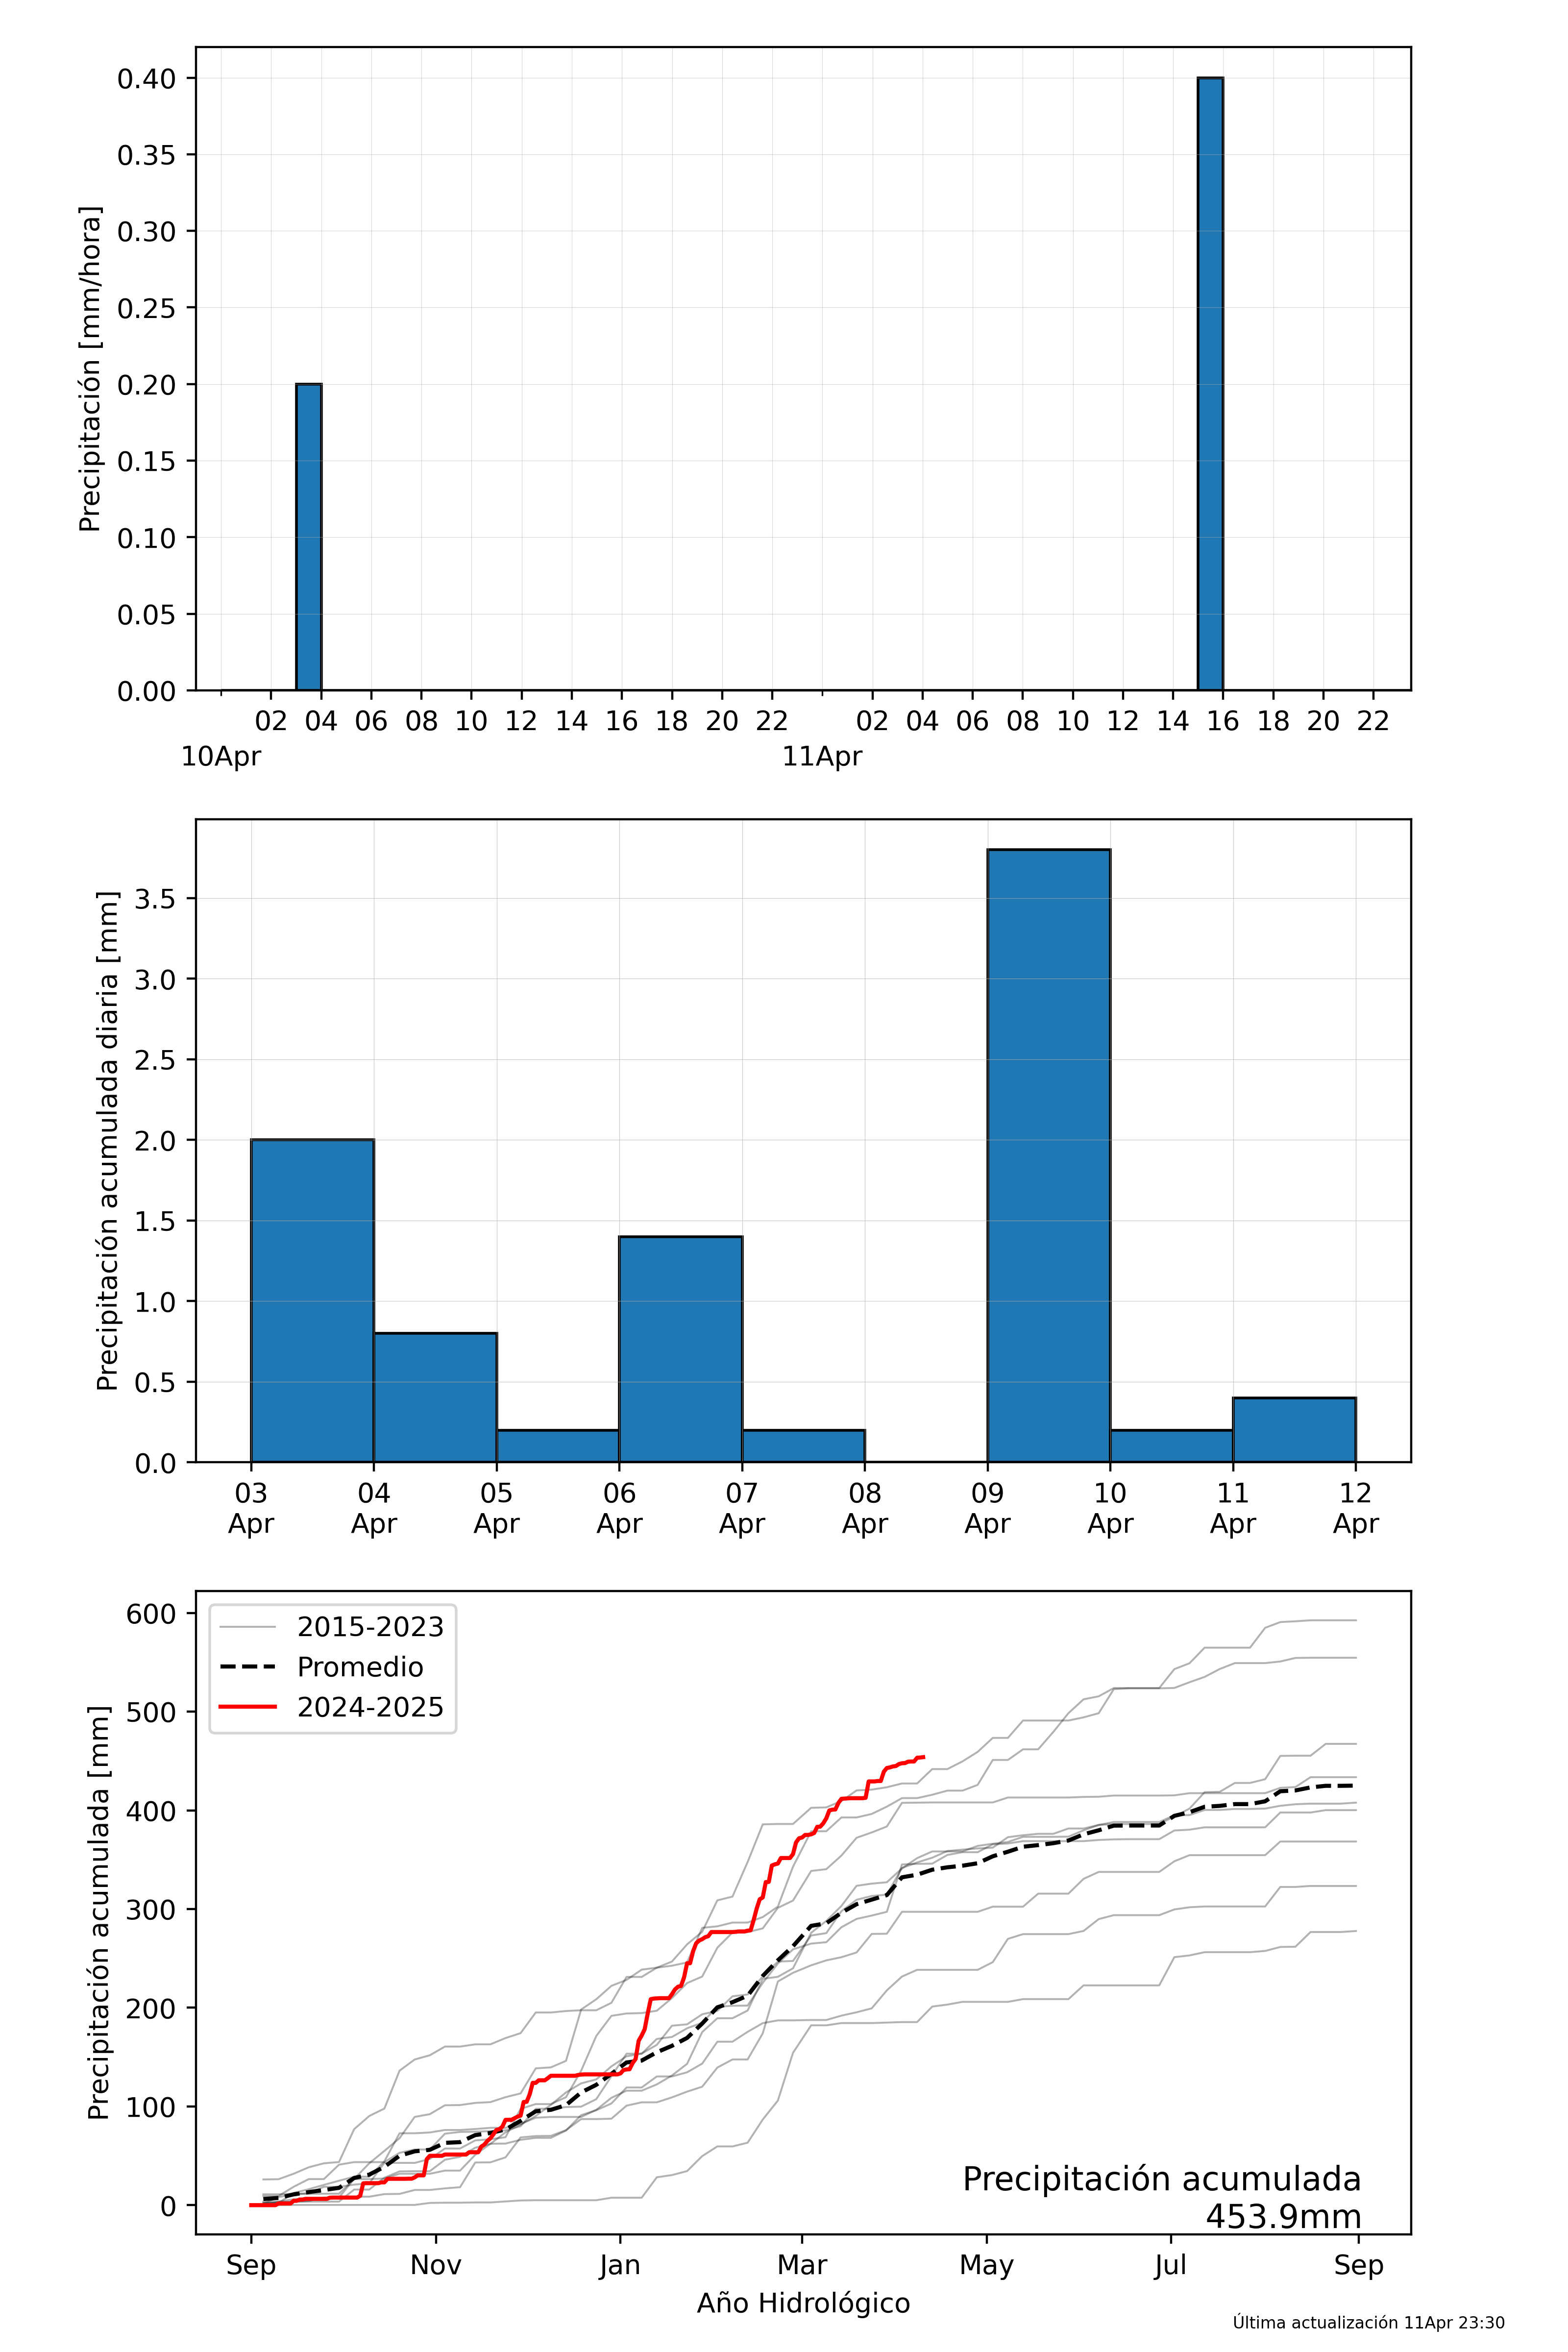 Precipitación [mm/hora]
0.40
0.35
0.30
0.25
0.20
0.15
0.10
0.05
0.00
02 04 06 08 10 12 14 16 18 20 22 02 04 06 08 10 12 14 16 18 20 22
10Apr 11Apr
Precipitación acumulada diaria [mm]
3.5
3.0
2.5
2.0
1.5
1.0
0.5
0.0
03 04 05 06 07 08 09 10 11 12
Apr Apr Apr Apr Apr Apr Apr Apr Apr Apr
Precipitación acumulada [mm]
600
500
400
300
200
100
0
2015-2023
Promedio
2024-2025
Precipitación acumulada
453.9mm
Sep Nov Jan Mar May Jul Sep
Año Hidrológico
Última actualización 11Apr 23:30